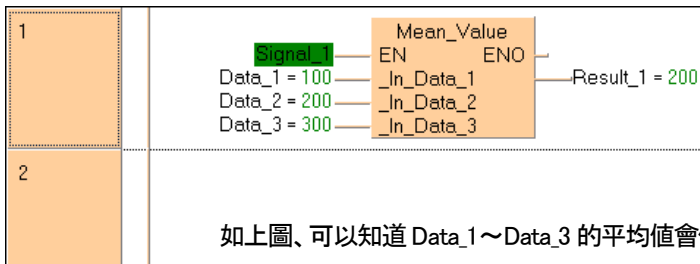 1
Mean_Value
Signal_1 EN ENO
Data_1 = 100 _In_Data_1 Result_1 = 200
Data_2 = 200 _In_Data_2
Data_3 = 300 _In_Data_3
2
如上圖、可以知道 Data_1～Data_3 的平均值會